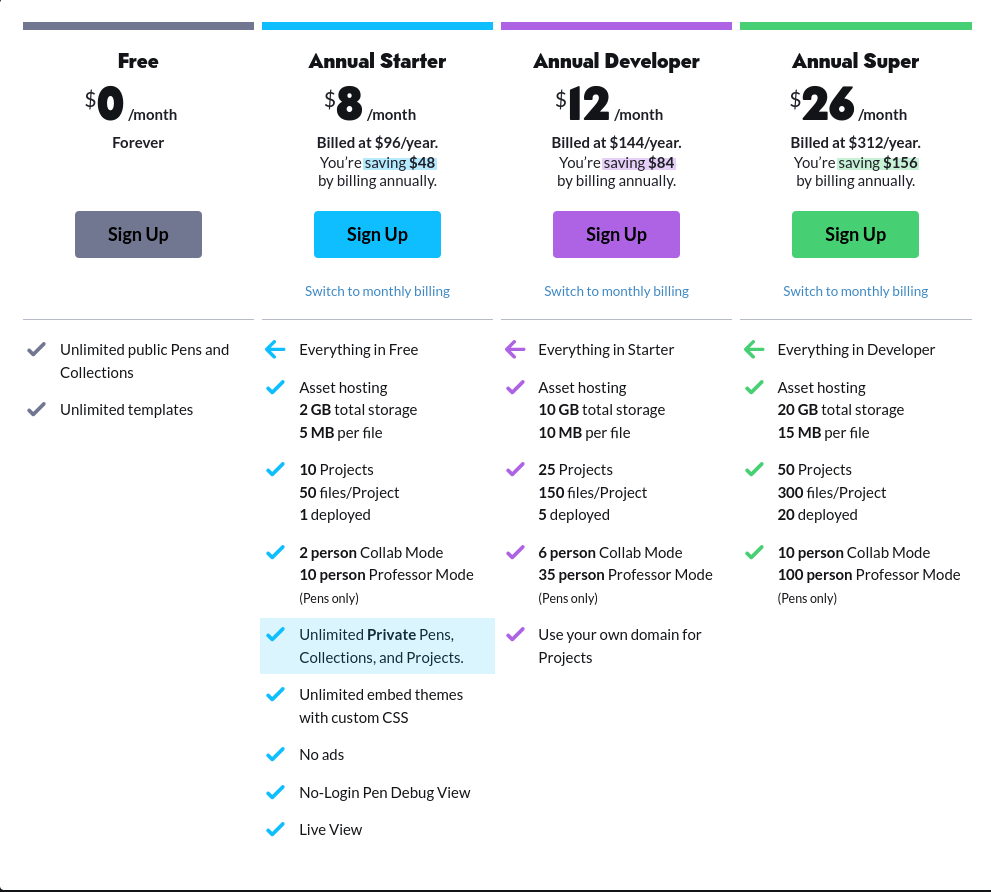 Free
$0 /month
Forever
Sign Up
Unlimited public Pens and
Collections
Unlimited templates
Annual Starter
$8 /month
Billed at $96/year.
You're saving $48
by billing annually.
Sign Up
Switch to monthly billing
Everything in Free
Asset hosting
2 GB total storage
5 MB per file
10 Projects
50 files/Project
1 deployed
2 person Collab Mode
10 person Professor Mode
(Pens only)
Unlimited Private Pens,
Collections, and Projects.
Unlimited embed themes
with custom CSS
No ads
No-Login Pen Debug View
Live View
Annual Developer
$12 /month
Billed at $144/year.
You're saving $84
by billing annually.
Sign Up
Switch to monthly billing
Everything in Starter
Asset hosting
10 GB total storage
10 MB per file
25 Projects
150 files/Project
5 deployed
6 person Collab Mode
35 person Professor Mode
(Pens only)
Use your own domain for
Projects
Annual Super
$26 /month
Billed at $312/year.
You're saving $156
by billing annually.
Sign Up
Switch to monthly billing
Everything in Developer
Asset hosting
20 GB total storage
15 MB per file
50 Projects
300 files/Project
20 deployed
10 person Collab Mode
100 person Professor Mode
(Pens only)